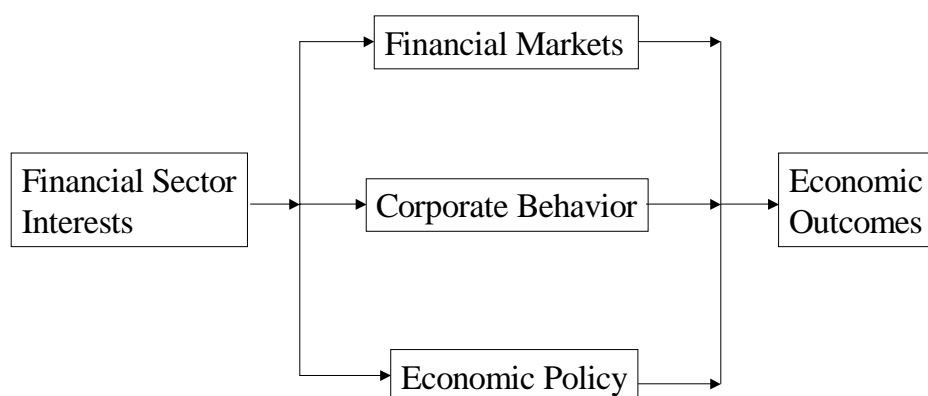 Financial Markets
Financial Sector
Interests
Corporate Behavior
Economic
Outcomes
Economic Policy